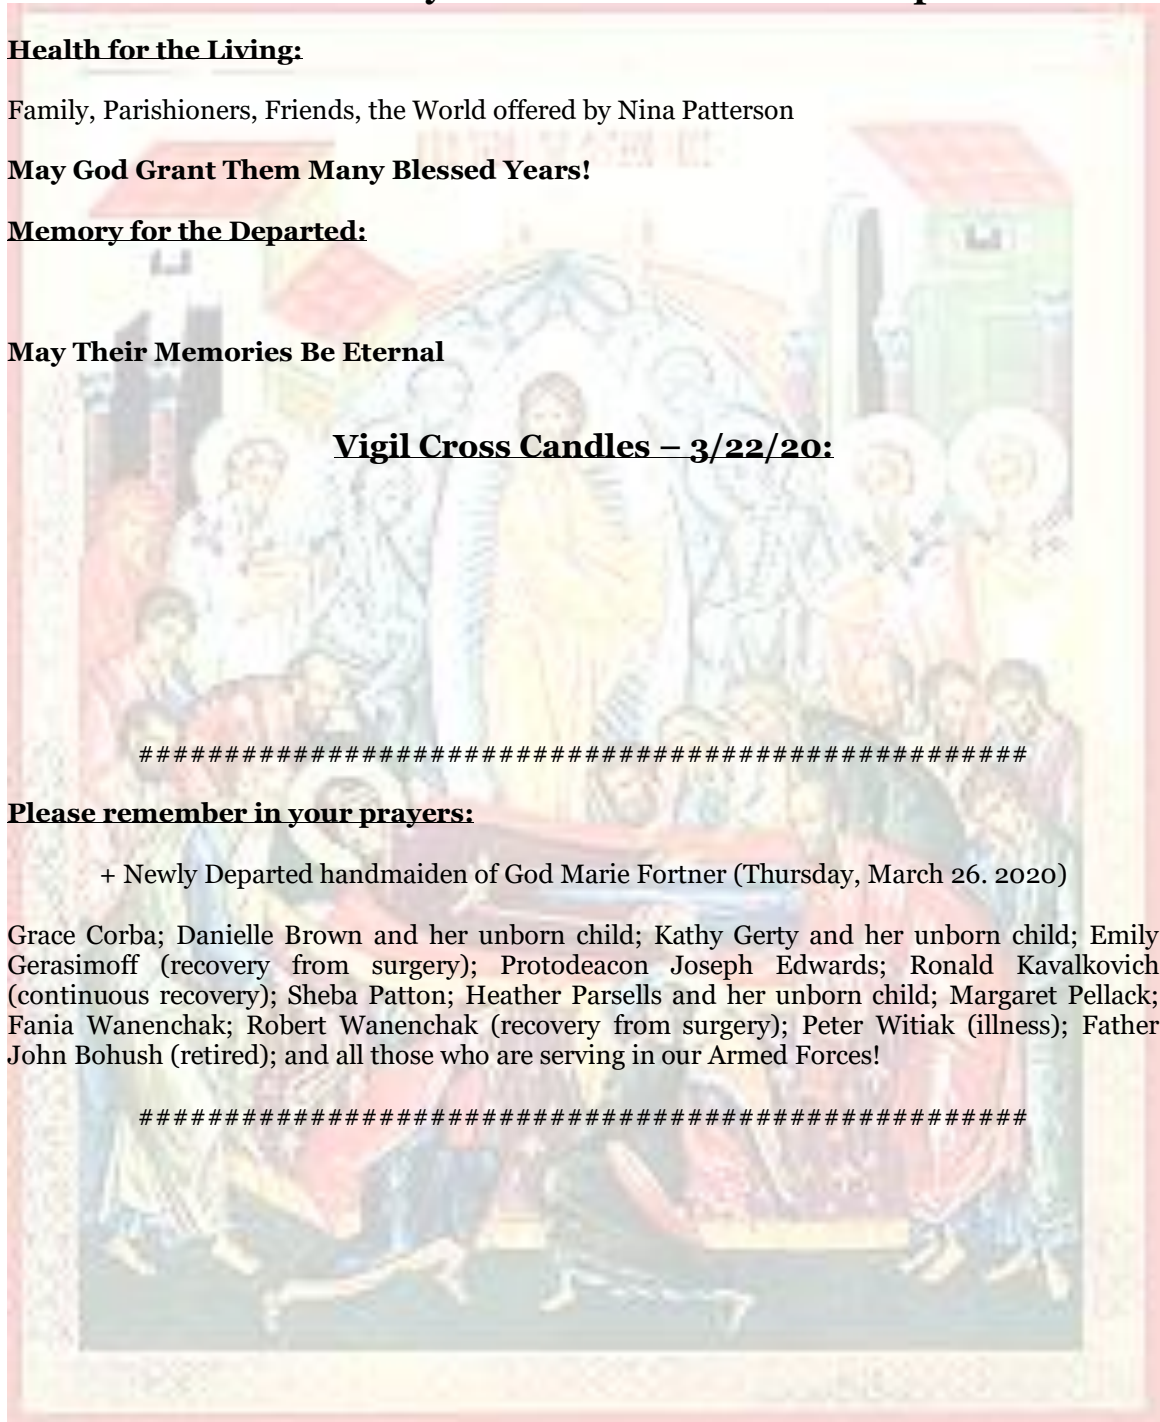 Health for the Living:
Family, Parishioners, Friends, the World offered by Nina Patterson
May God Grant Them Many Blessed Years!
Memory for the Departed:
May Their Memories Be Eternal
Vigil Cross Candles – 3/22/20:
####################################################
Please remember in your prayers:
+ Newly Departed handmaiden of God Marie Fortner (Thursday, March 26. 2020)
Grace Corba; Danielle Brown and her unborn child; Kathy Gerty and her unborn child; Emily
Gerasimoff (recovery from surgery); Protodeacon Joseph Edwards; Ronald Kavalkovich
(continuous recovery); Sheba Patton; Heather Parsells and her unborn child; Margaret Pellack;
Fania Wanenchak; Robert Wanenchak (recovery from surgery); Peter Witiak (illness); Father
John Bohush (retired); and all those who are serving in our Armed Forces!
####################################################